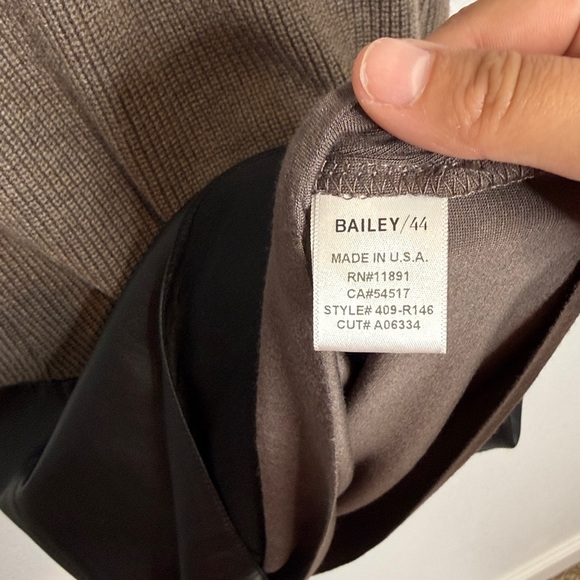 BAILEY/44
MADE IN U.S.A.
RN#11891
CA#54517
STYLE# 409-R146
CUT# A06334